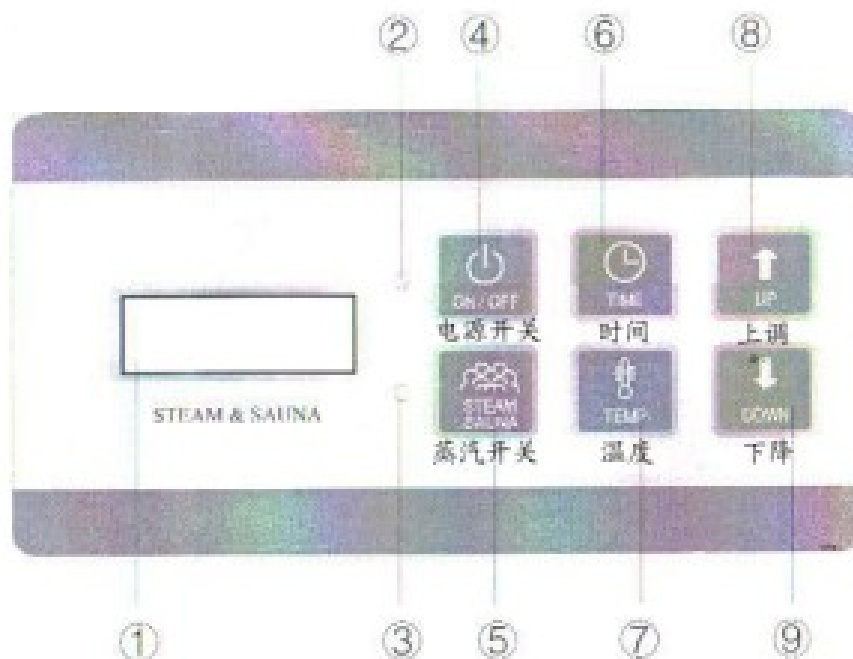 ② ④ ⑥ ⑧
ON / OFF TIME UP
电源开关 时间 上调
STEAM SAUNA TEMP DOWN
STEAM & SAUNA
蒸汽开关 温度 下降
① ③ ⑤ ⑦ ⑨